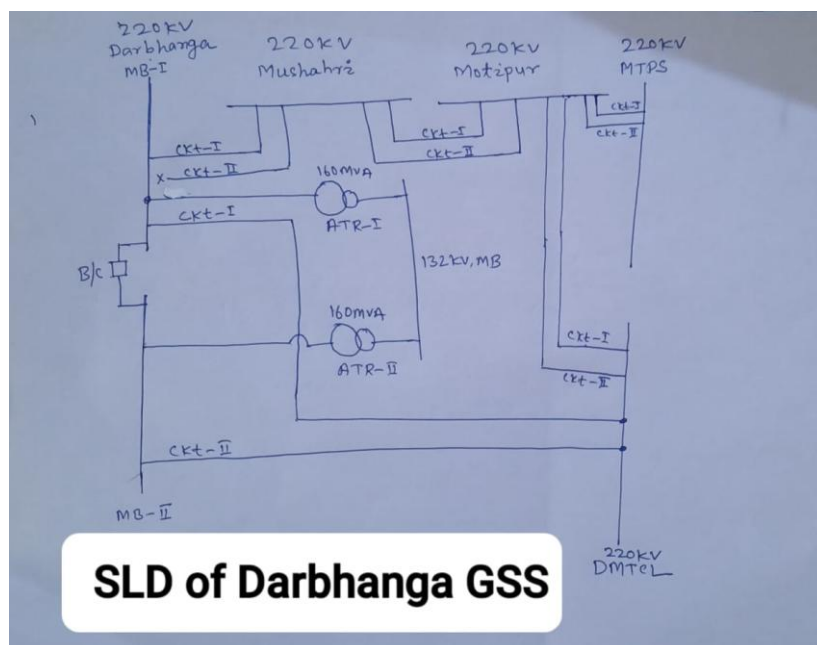 220KV
Darbhanga
MB-I
220KV
Mushahri
220KV
Motipur
220KV
MTPS
CKt-I
CKt-II
CKt-I
CKt-II
CKt-I
x CKt-II
160MVA
ATR-I
CKt-I
132KV, MB
B/C
160MVA
ATR-II
CKt-I
CKt-II
CKt-II
MB-II
220KV
DMTCL
SLD of Darbhanga GSS